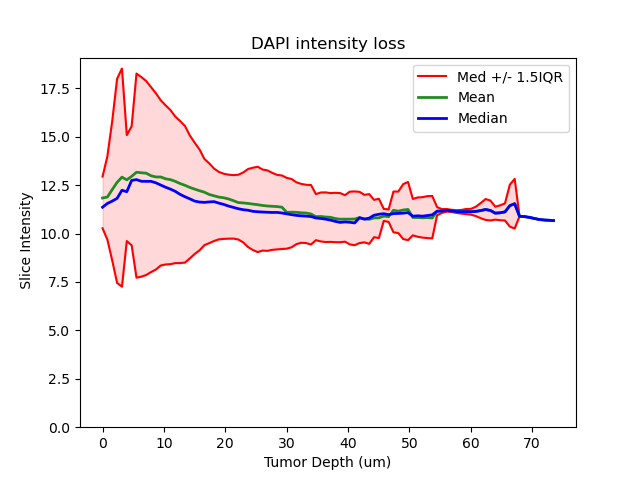 DAPI intensity loss
Med +/- 1.5IQR
Mean
Median
Slice Intensity
17.5
15.0
12.5
10.0
7.5
5.0
2.5
0.0
0 10 20 30 40 50 60 70
Tumor Depth (um)